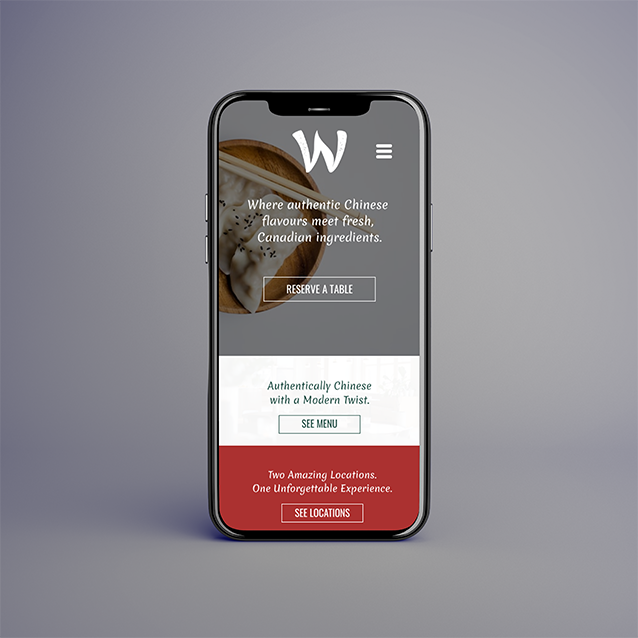 W
Where authentic Chinese
flavours meet fresh,
Canadian ingredients.
RESERVE A TABLE
Authentically Chinese
with a Modern Twist.
SEE MENU
Two Amazing Locations.
One Unforgettable Experience.
SEE LOCATIONS